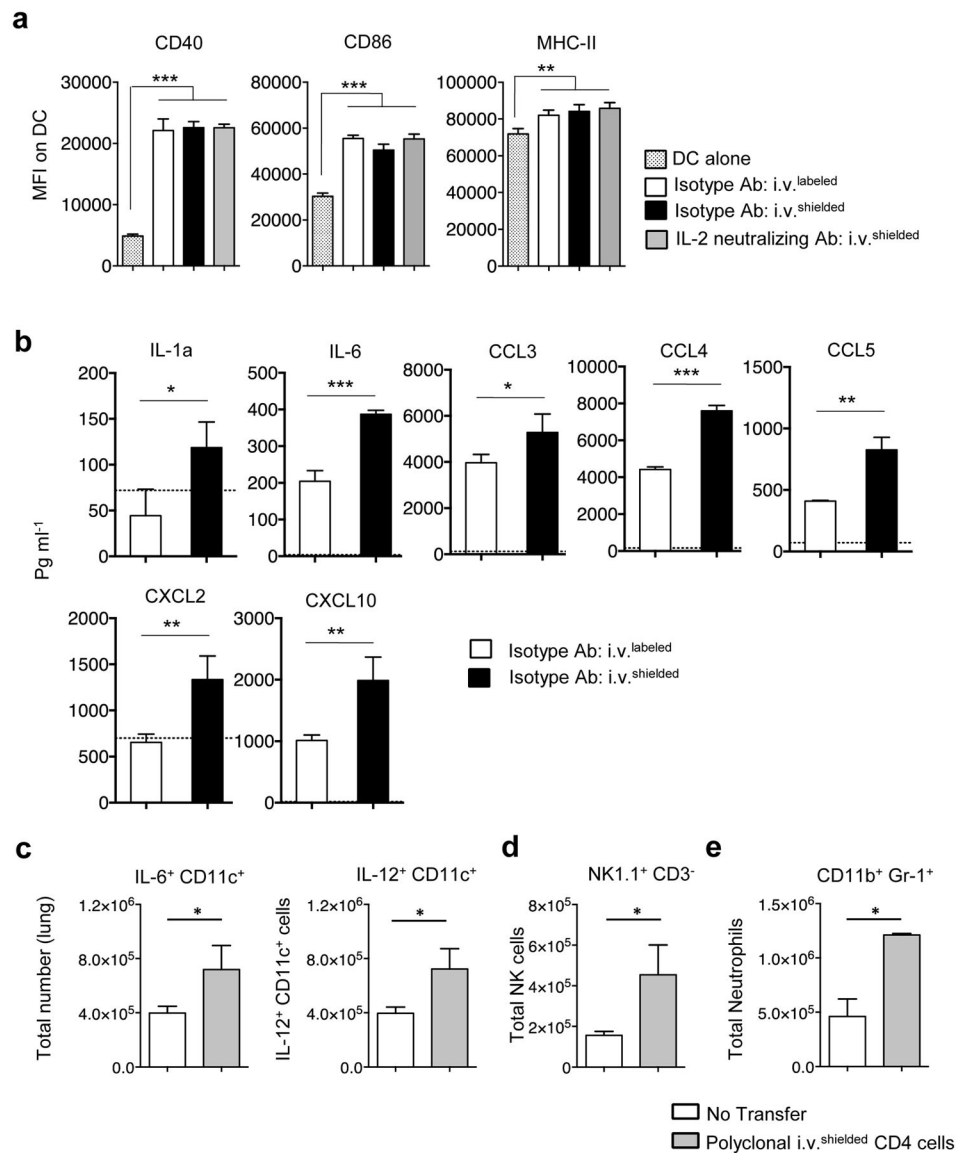 a
CD40
CD86
MHC-II
MFI on DC
30000
20000
10000
0
***
80000
60000
40000
20000
0
***
100000
80000
60000
40000
20000
0
**
DC alone
Isotype Ab: i.v.labeled
Isotype Ab: i.v.shielded
IL-2 neutralizing Ab: i.v.shielded
b
Pg ml-1
IL-1a
200
150
100
50
0
*
IL-6
500
400
300
200
100
0
***
CCL3
8000
6000
4000
2000
0
*
CCL4
10000
8000
6000
4000
2000
0
***
CCL5
1500
1000
500
0
**
CXCL2
2000
1500
1000
500
0
**
CXCL10
3000
2000
1000
0
**
Isotype Ab: i.v.labeled
Isotype Ab: i.v.shielded
c
IL-6+ CD11c+
Total number (lung)
1.2×10⁶
8.0×10⁵
4.0×10⁵
0.0
*
IL-12+ CD11c+
IL-12+ CD11c+ cells
1.2×10⁶
8.0×10⁵
4.0×10⁵
0.0
*
d
NK1.1+ CD3-
Total NK cells
8×10⁵
6×10⁵
4×10⁵
2×10⁵
0
*
e
CD11b+ Gr-1+
Total Neutrophils
1.5×10⁶
1.0×10⁶
5.0×10⁵
0.0
*
No Transfer
Polyclonal i.v.shielded CD4 cells